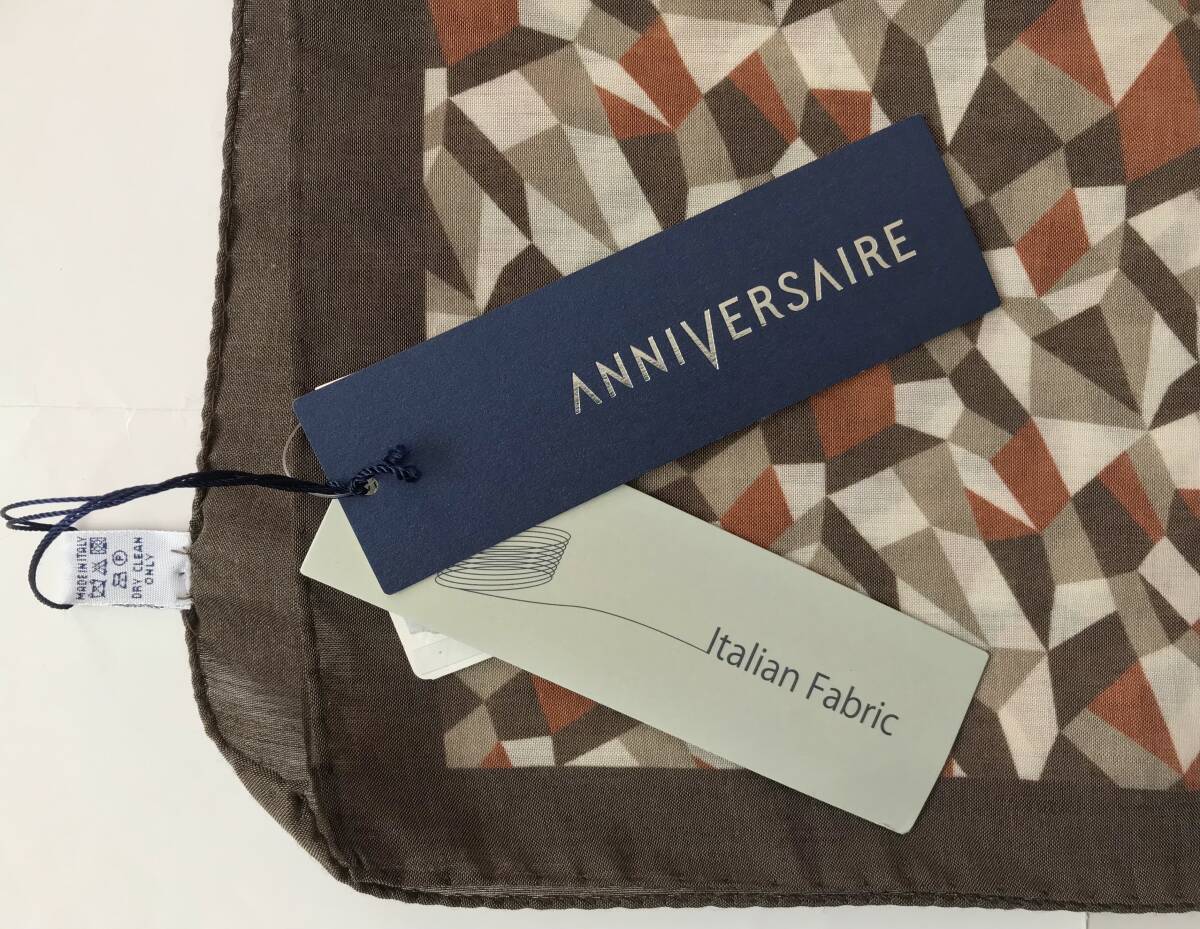 ANNIVERSAIRE
Italian Fabric
MADE IN ITALY
P
DRY CLEAN
ONLY